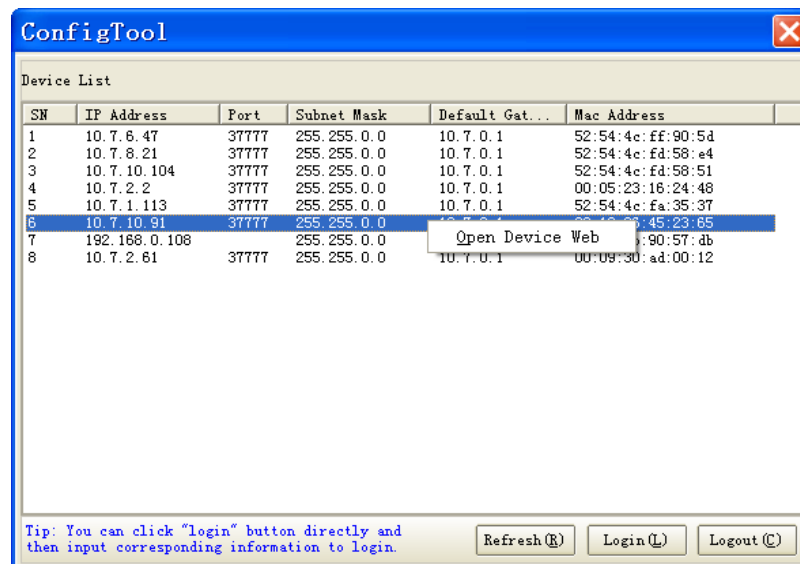 ConfigTool
Device List
SN IP Address Port Subnet Mask Default Gat... Mac Address
1 10.7.6.47 37777 255.255.0.0 10.7.0.1 52:54:4c:ff:90:5d
2 10.7.8.21 37777 255.255.0.0 10.7.0.1 52:54:4c:fd:58:e4
3 10.7.10.104 37777 255.255.0.0 10.7.0.1 52:54:4c:fd:58:51
4 10.7.2.2 37777 255.255.0.0 10.7.0.1 00:05:23:16:24:48
5 10.7.1.113 37777 255.255.0.0 10.7.0.1 52:54:4c:fa:35:37
6 10.7.10.91 37777 255.255.0.0 :45:23:65
Open Device Web
7 192.168.0.108 255.255.0.0 :90:57:db
8 10.7.2.61 37777 255.255.0.0 10.7.0.1 00:09:30:ad:00:12
Tip: You can click "login" button directly and
then input corresponding information to login.
Refresh(R) Login(L) Logout(C)